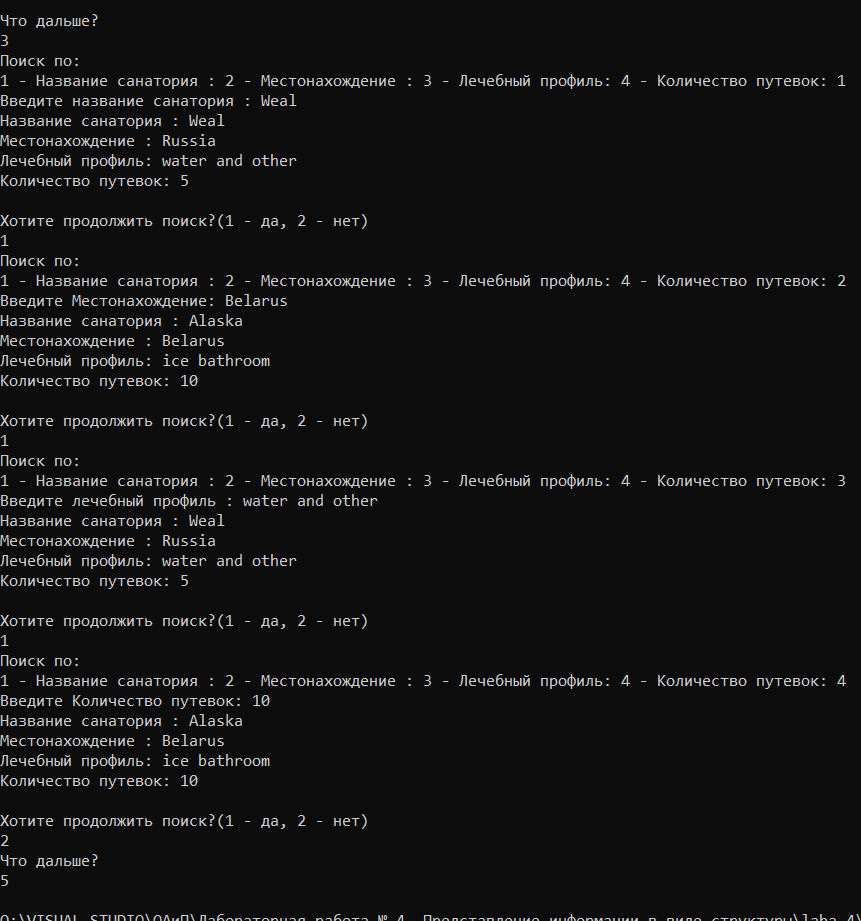 Что дальше?
3
Поиск по:
1 - Название санатория : 2 - Местонахождение : 3 - Лечебный профиль: 4 - Количество путевок: 1
Введите название санатория : Weal
Название санатория : Weal
Местонахождение : Russia
Лечебный профиль: water and other
Количество путевок: 5
Хотите продолжить поиск?(1 - да, 2 - нет)
1
Поиск по:
1 - Название санатория : 2 - Местонахождение : 3 - Лечебный профиль: 4 - Количество путевок: 2
Введите Местонахождение: Belarus
Название санатория : Alaska
Местонахождение : Belarus
Лечебный профиль: ice bathroom
Количество путевок: 10
Хотите продолжить поиск?(1 - да, 2 - нет)
1
Поиск по:
1 - Название санатория : 2 - Местонахождение : 3 - Лечебный профиль: 4 - Количество путевок: 3
Введите лечебный профиль : water and other
Название санатория : Weal
Местонахождение : Russia
Лечебный профиль: water and other
Количество путевок: 5
Хотите продолжить поиск?(1 - да, 2 - нет)
1
Поиск по:
1 - Название санатория : 2 - Местонахождение : 3 - Лечебный профиль: 4 - Количество путевок: 4
Введите Количество путевок: 10
Название санатория : Alaska
Местонахождение : Belarus
Лечебный профиль: ice bathroom
Количество путевок: 10
Хотите продолжить поиск?(1 - да, 2 - нет)
2
Что дальше?
5
STUDIO\ОАиП\Лабораторная работа № 4. Представление информации в виде структуры\